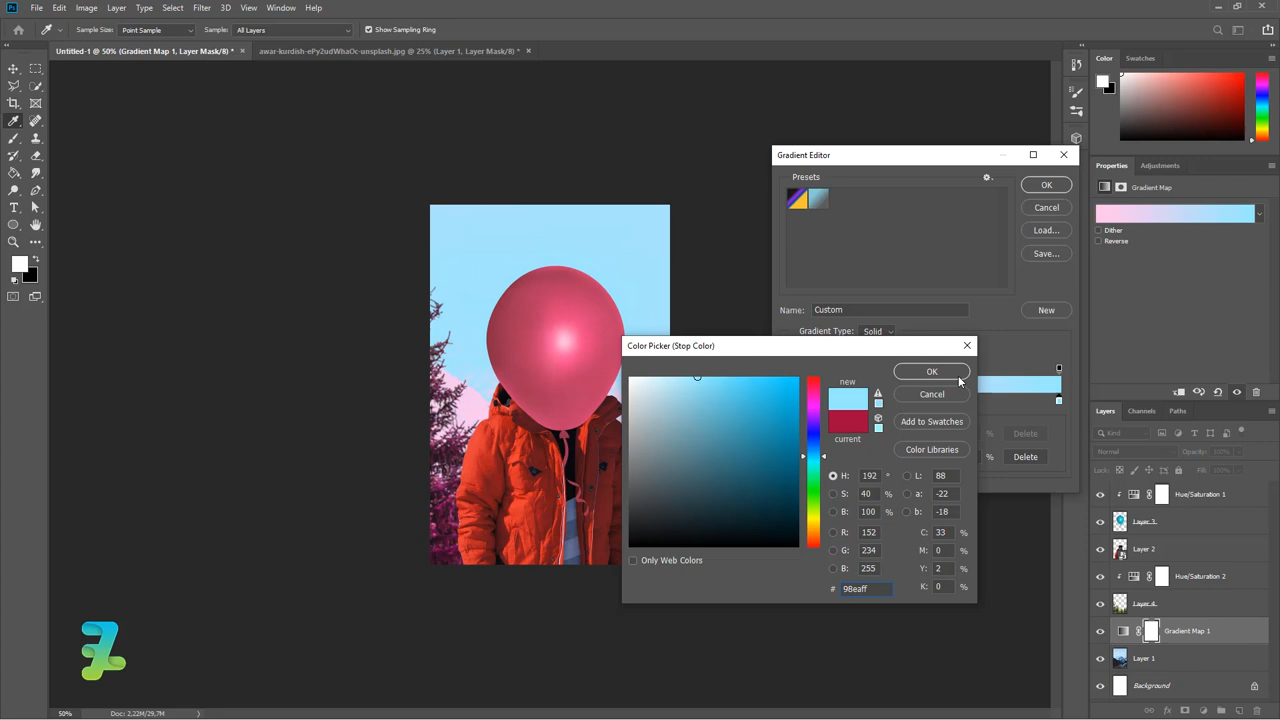 Ps File Edit Image Layer Type Select Filter 3D View Window Help
Sample Size: Point Sample Sample: All Layers Show Sampling Ring
Untitled-1 @ 50% (Gradient Map 1, Layer Mask/8) * × awar-kurdish-ePy2udWhaOc-unsplash.jpg @ 25% (Layer 1, Layer Mask/8) * ×
Color Swatches
Gradient Editor
Presets
OK
Cancel
Load...
Save...
Name: Custom New
Gradient Type: Solid
% Delete
% Delete
Color Picker (Stop Color)
new
current
OK
Cancel
Add to Swatches
Color Libraries
H: 192 ° L: 88
S: 40 % a: -22
B: 100 % b: -18
R: 152 C: 33 %
G: 234 M: 0 %
B: 255 Y: 2 %
# 98eaff K: 0 %
Only Web Colors
Properties Adjustments
Gradient Map
Dither
Reverse
Layers Channels Paths
Kind
Normal Opacity: 100%
Lock: Fill: 100%
Hue/Saturation 1
Layer 3
Layer 2
Hue/Saturation 2
Layer 4
Gradient Map 1
Layer 1
Background
fx
50% Doc: 2,22M/29,7M